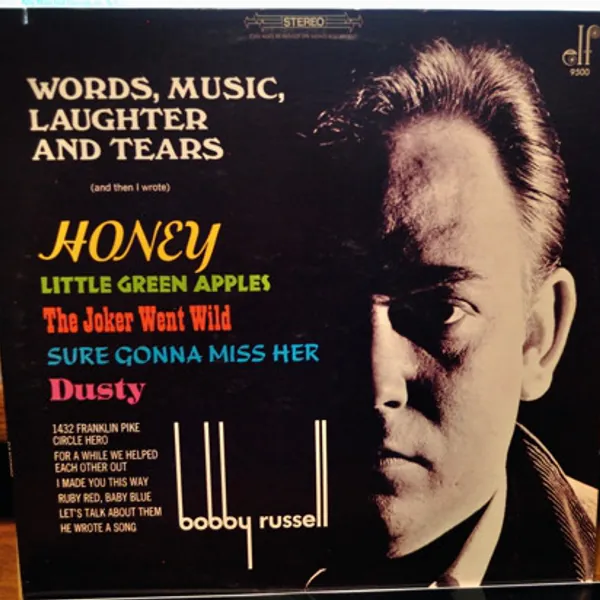 STEREO
elf
9500
WORDS, MUSIC,
LAUGHTER
AND TEARS
(and then I wrote)
HONEY
LITTLE GREEN APPLES
The Joker Went Wild
SURE GONNA MISS HER
Dusty
1432 FRANKLIN PIKE
CIRCLE HERO
FOR A WHILE WE HELPED
EACH OTHER OUT
I MADE YOU THIS WAY
RUBY RED, BABY BLUE
LET'S TALK ABOUT THEM
HE WROTE A SONG
bobby russell